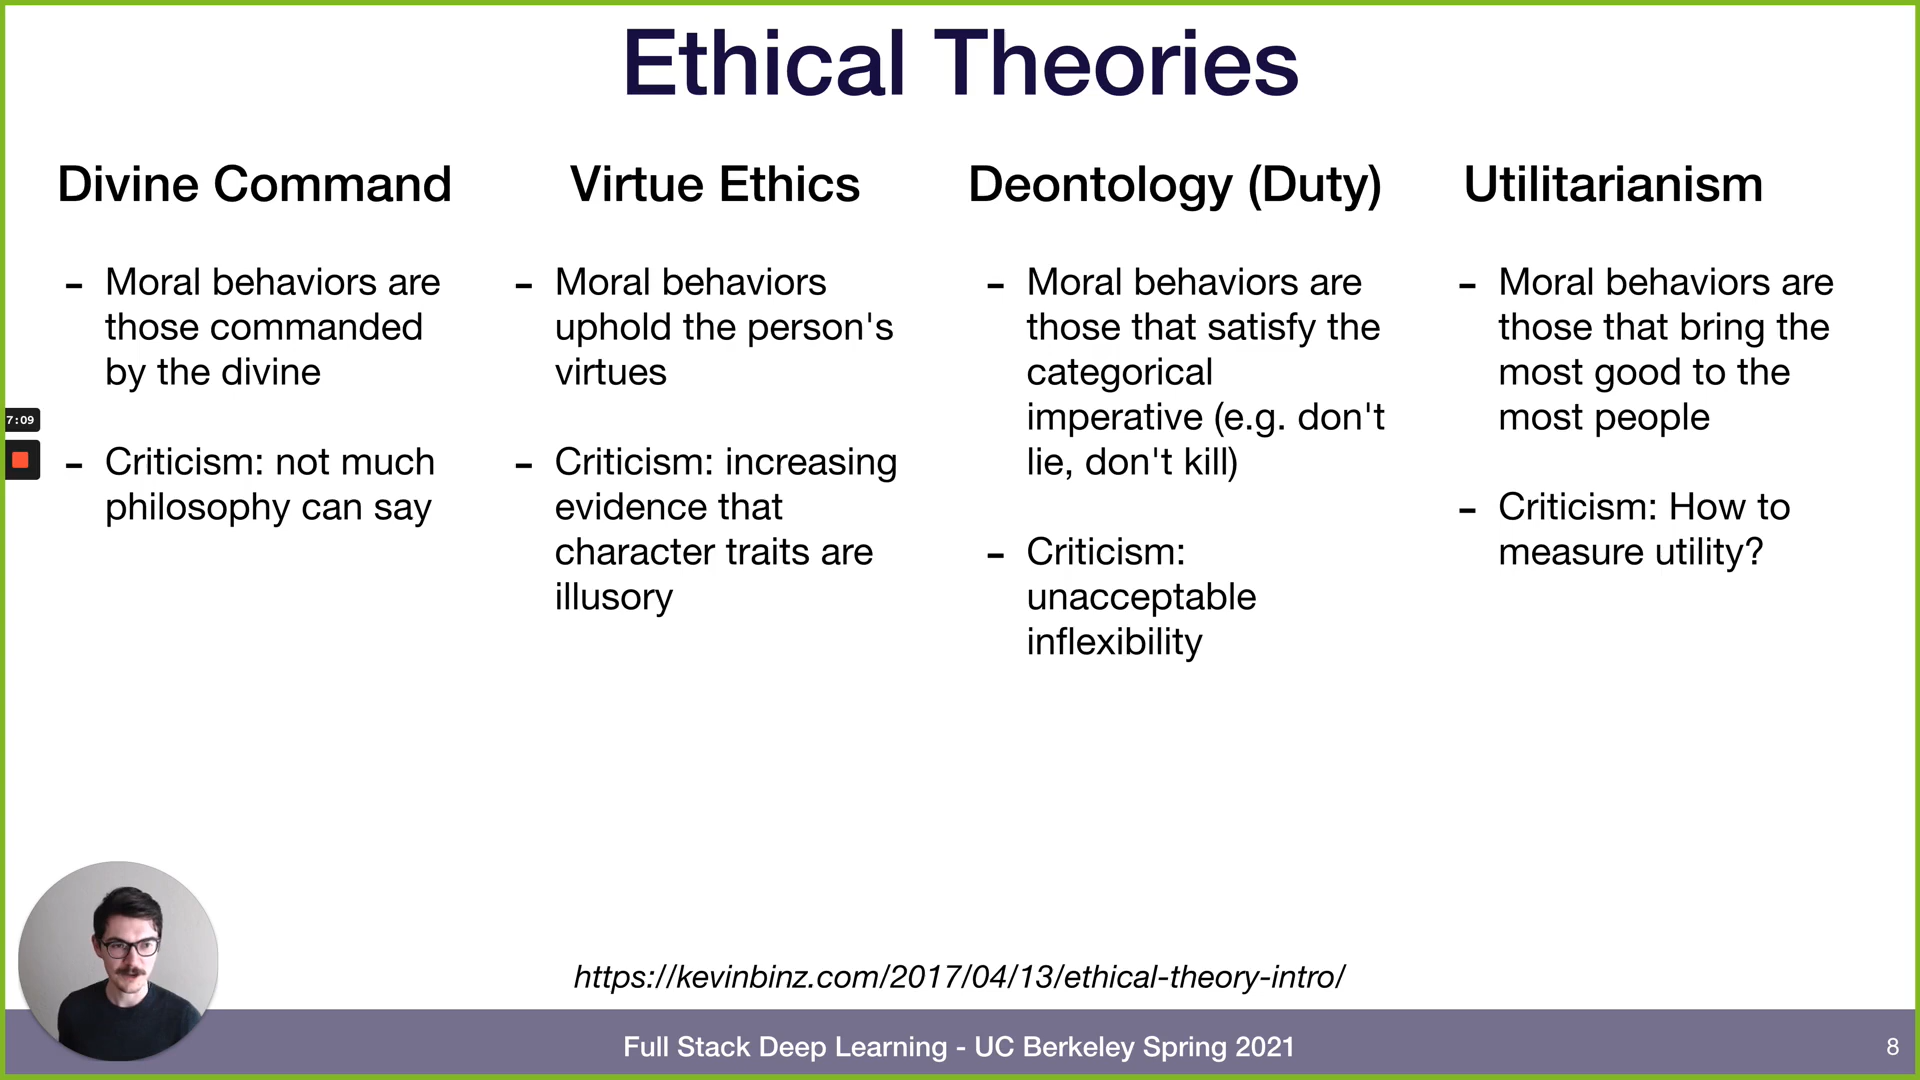 Ethical Theories
Divine Command
- Moral behaviors are
those commanded
by the divine
- Criticism: not much
philosophy can say
Virtue Ethics
- Moral behaviors
uphold the person's
virtues
- Criticism: increasing
evidence that
character traits are
illusory
Deontology (Duty)
- Moral behaviors are
those that satisfy the
categorical
imperative (e.g. don't
lie, don't kill)
- Criticism:
unacceptable
inflexibility
Utilitarianism
- Moral behaviors are
those that bring the
most good to the
most people
- Criticism: How to
measure utility?
7:09
https://kevinbinz.com/2017/04/13/ethical-theory-intro/
Full Stack Deep Learning - UC Berkeley Spring 2021
8